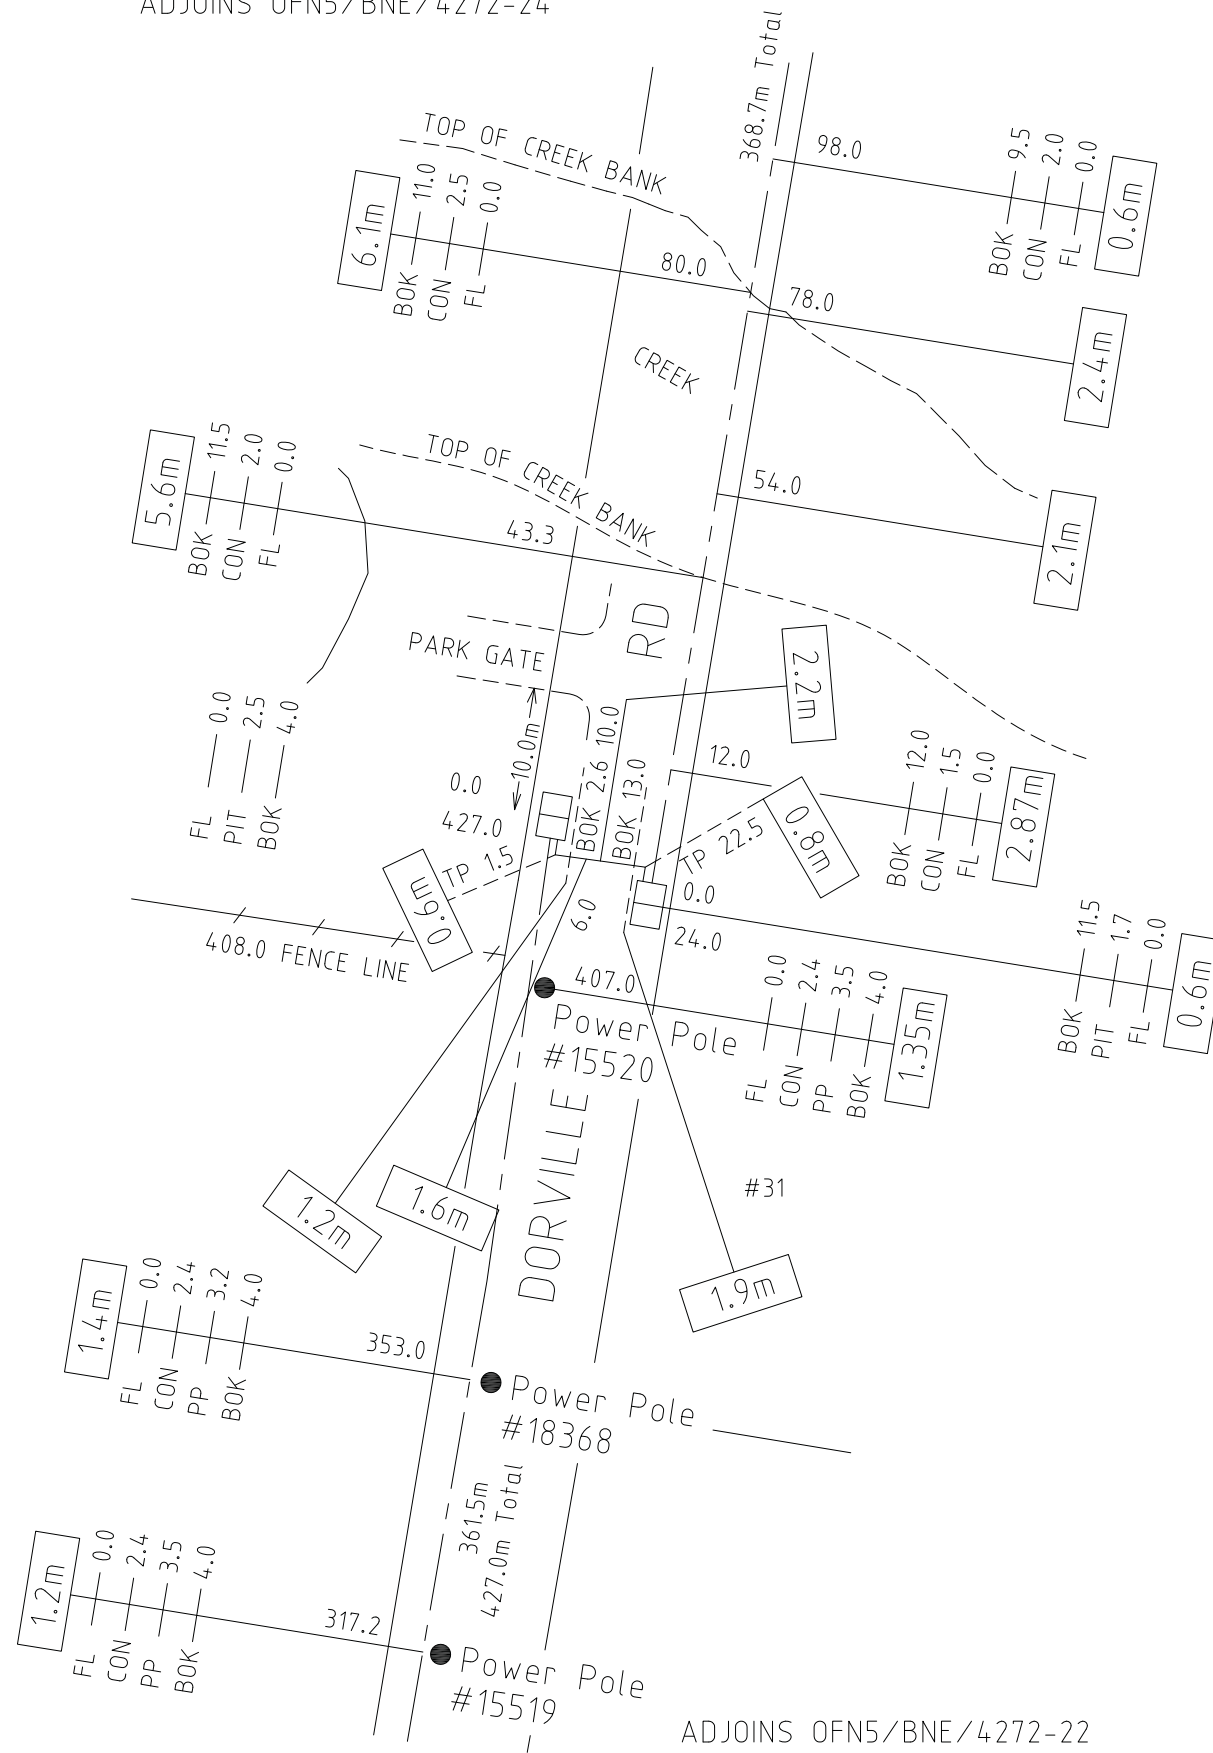 ADJOINS OFN5/BNE/4272-24
368.7m Total
TOP OF CREEK BANK
98.0
9.5
2.0
0.0
BOK
CON
FL
0.6m
6.1m
11.0
2.5
0.0
BOK
CON
FL
80.0
78.0
2.4m
CREEK
TOP OF CREEK BANK
5.6m
11.5
2.0
0.0
BOK
CON
FL
43.3
54.0
2.1m
RD
PARK GATE
2.2m
10.0m
0.0
2.5
4.0
FL
PIT
BOK
0.0
427.0
BOK 2.6 10.0
BOK 13.0
12.0
12.0
1.5
0.0
BOK
CON
FL
2.87m
0.8m
TP 22.5
TP 1.5
0.9m
6.0
0.0
24.0
11.5
1.7
0.0
BOK
PIT
FL
0.6m
408.0 FENCE LINE
407.0
Power Pole
#15520
0.0
2.4
3.5
4.0
FL
CON
PP
BOK
1.35m
DORVILLE
#31
1.2m
1.6m
1.9m
1.4m
0.0
2.4
3.2
4.0
FL
CON
PP
BOK
353.0
Power Pole
#18368
361.5m
427.0m Total
1.2m
0.0
2.4
3.5
4.0
FL
CON
PP
BOK
317.2
Power Pole
#15519
ADJOINS OFN5/BNE/4272-22